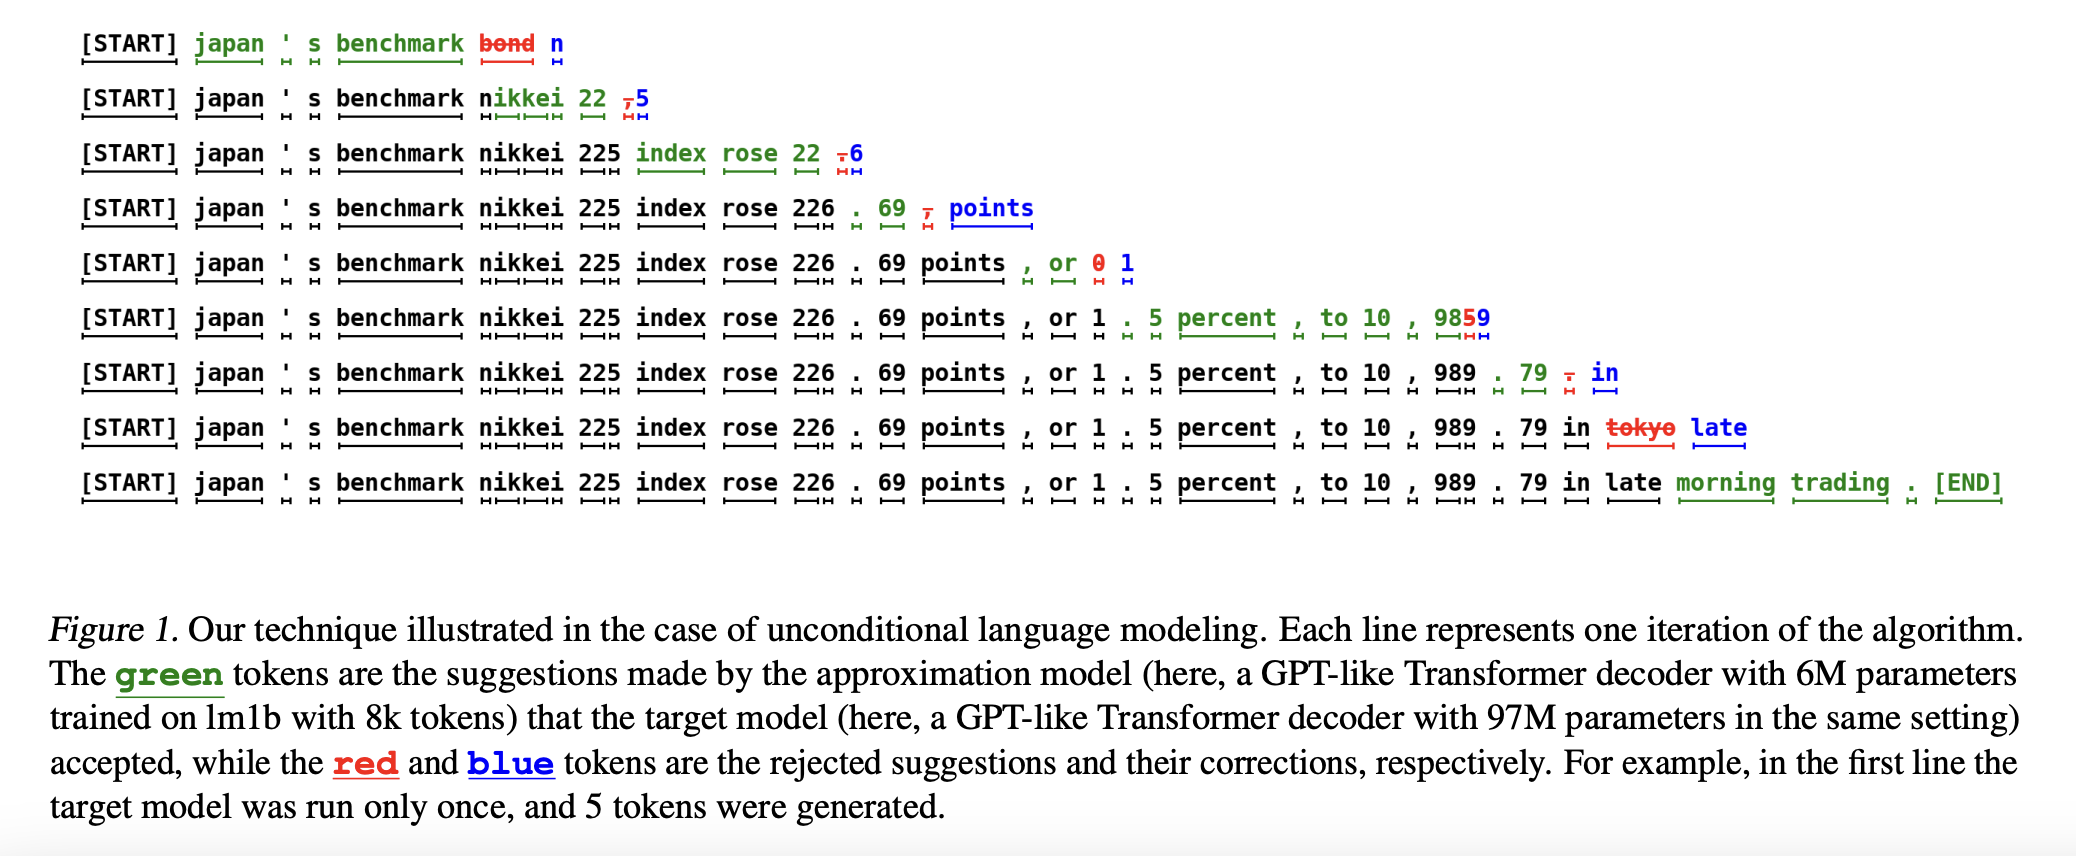 [START] japan ' s benchmark bond n
[START] japan ' s benchmark nikkei 22 ,5
[START] japan ' s benchmark nikkei 225 index rose 22 .6
[START] japan ' s benchmark nikkei 225 index rose 226 . 69 , points
[START] japan ' s benchmark nikkei 225 index rose 226 . 69 points , or 0 1
[START] japan ' s benchmark nikkei 225 index rose 226 . 69 points , or 1 . 5 percent , to 10 , 9859
[START] japan ' s benchmark nikkei 225 index rose 226 . 69 points , or 1 . 5 percent , to 10 , 989 . 79 . in
[START] japan ' s benchmark nikkei 225 index rose 226 . 69 points , or 1 . 5 percent , to 10 , 989 . 79 in tokyo late
[START] japan ' s benchmark nikkei 225 index rose 226 . 69 points , or 1 . 5 percent , to 10 , 989 . 79 in late morning trading . [END]
Figure 1. Our technique illustrated in the case of unconditional language modeling. Each line represents one iteration of the algorithm.
The green tokens are the suggestions made by the approximation model (here, a GPT-like Transformer decoder with 6M parameters
trained on lm1b with 8k tokens) that the target model (here, a GPT-like Transformer decoder with 97M parameters in the same setting)
accepted, while the red and blue tokens are the rejected suggestions and their corrections, respectively. For example, in the first line the
target model was run only once, and 5 tokens were generated.